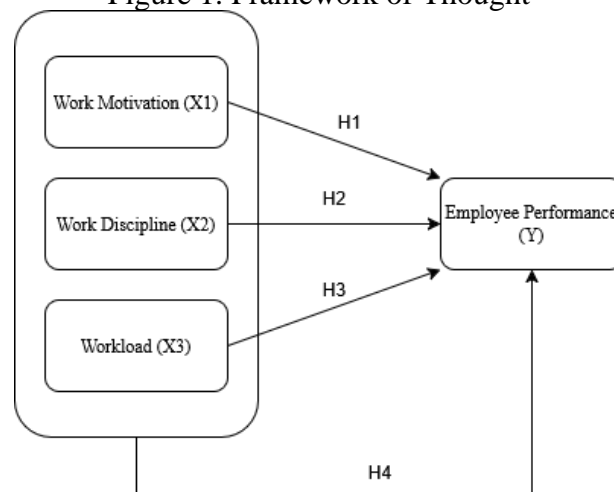 Figure 1. Framework of Thought
Work Motivation (X1)
H1
Work Discipline (X2)
H2
Employee Performance
(Y)
H3
Workload (X3)
H4